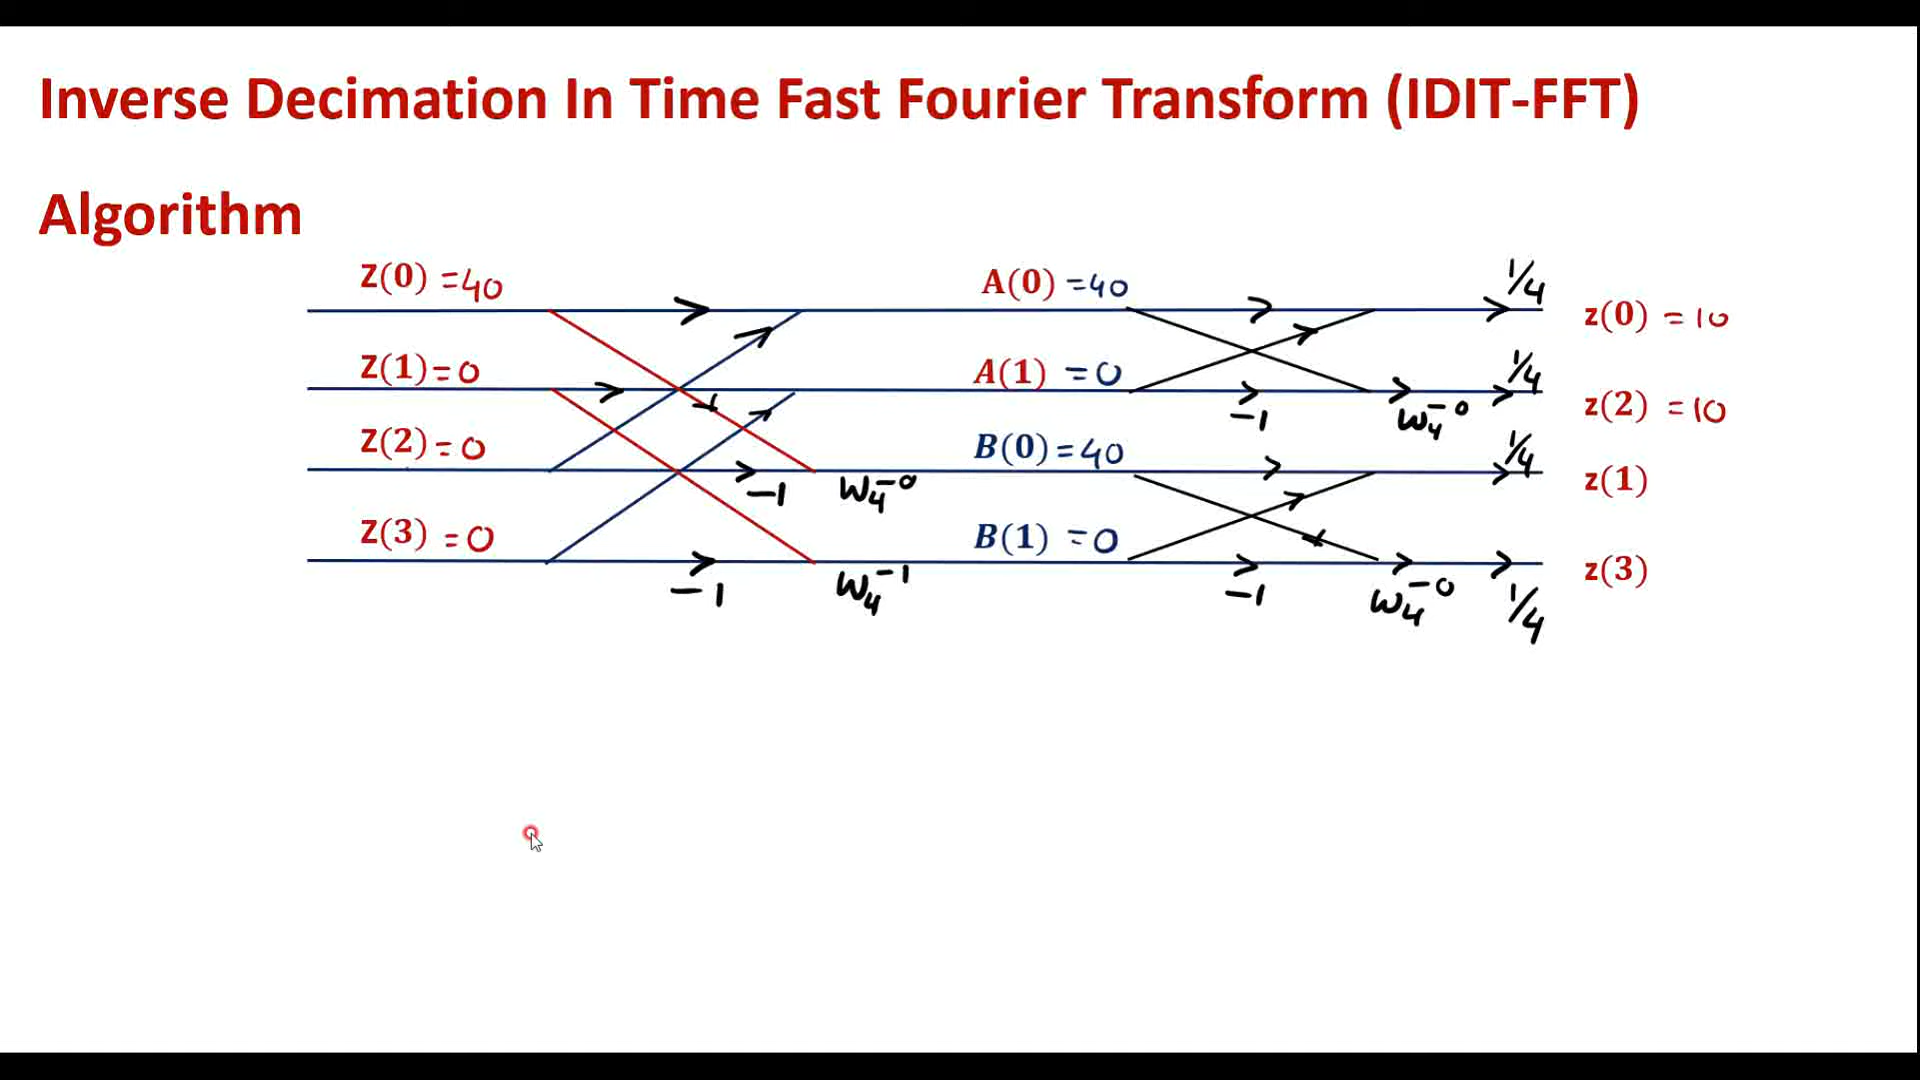 Inverse Decimation In Time Fast Fourier Transform (IDIT-FFT)
Algorithm
Z(0) =40
A(0) =40
1/4
z(0) =10
Z(1)=0
A(1) =0
-1
W₄⁻⁰
1/4
z(2) =10
Z(2)=0
-1
W₄⁻⁰
B(0)=40
1/4
z(1)
Z(3)=0
-1
W₄⁻¹
B(1)=0
-1
W₄⁻⁰
1/4
z(3)